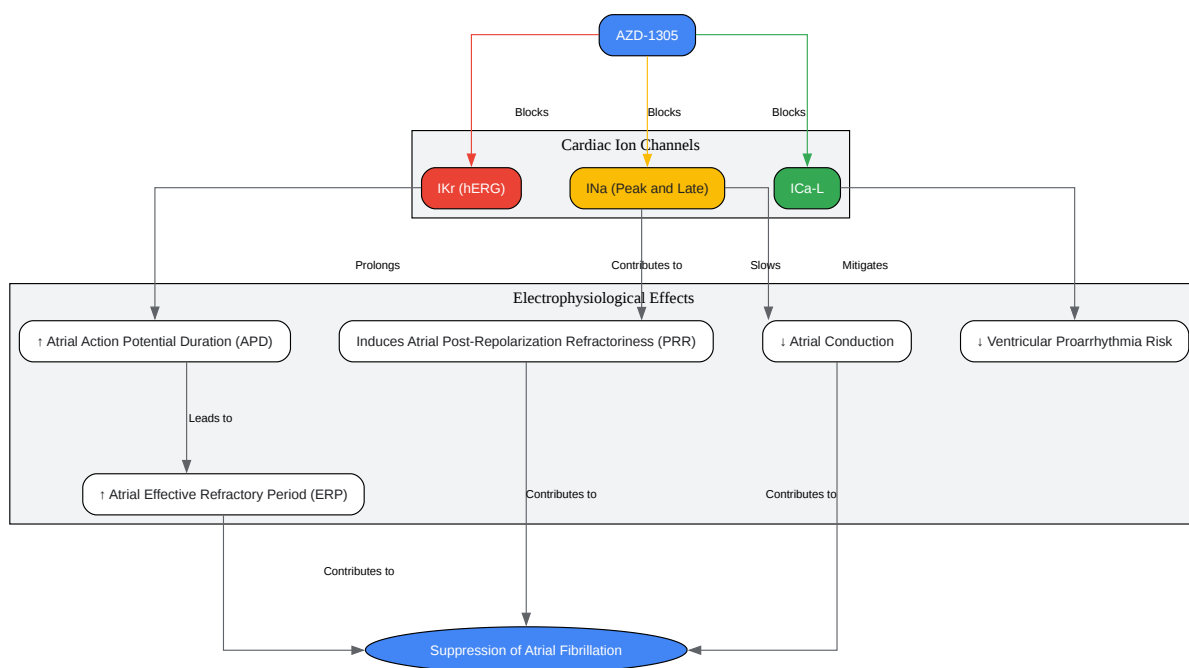 AZD-1305
Blocks
Blocks
Blocks
Cardiac Ion Channels
IKr (hERG)
INa (Peak and Late)
ICa-L
Prolongs
Contributes to
Slows
Mitigates
Electrophysiological Effects
↑ Atrial Action Potential Duration (APD)
Induces Atrial Post-Repolarization Refractoriness (PRR)
↓ Atrial Conduction
↓ Ventricular Proarrhythmia Risk
Leads to
↑ Atrial Effective Refractory Period (ERP)
Contributes to
Contributes to
Contributes to
Suppression of Atrial Fibrillation